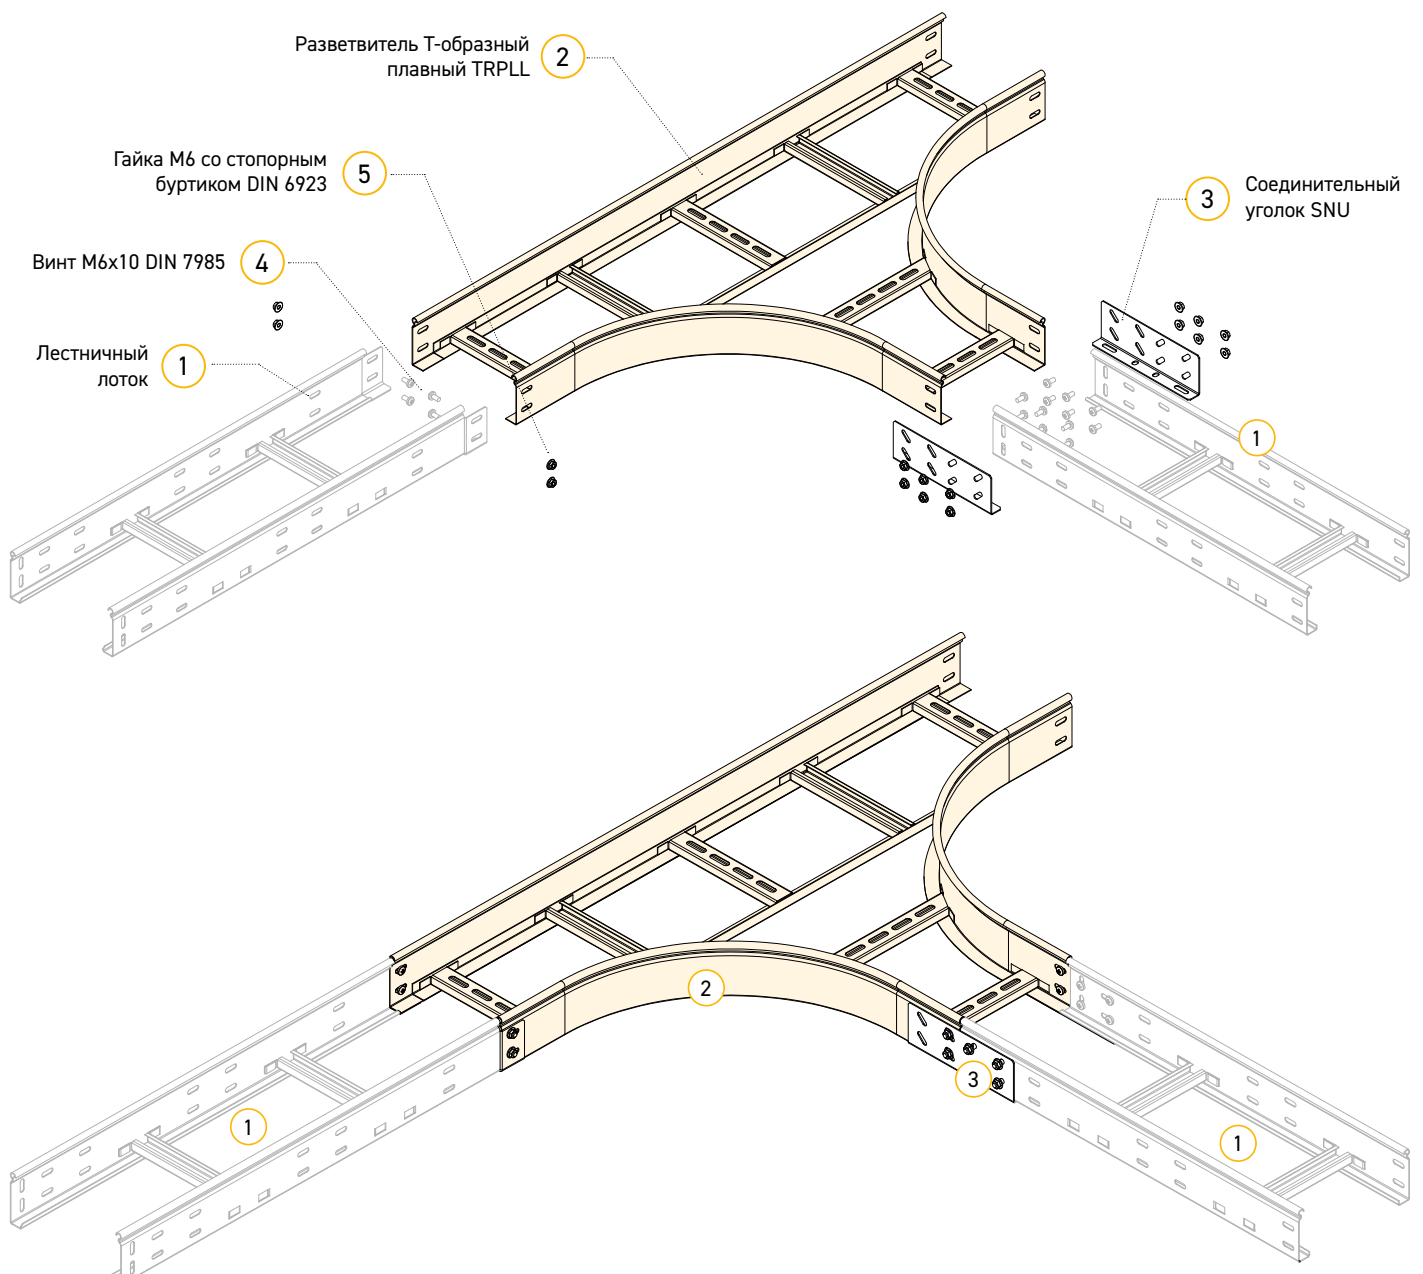 Разветвитель Т-образный
плавный TRPLL
2
Гайка М6 со стопорным
буртиком DIN 6923
5
3
Соединительный
уголок SNU
Винт М6х10 DIN 7985
4
Лестничный
лоток
1
1
2
3
1
1